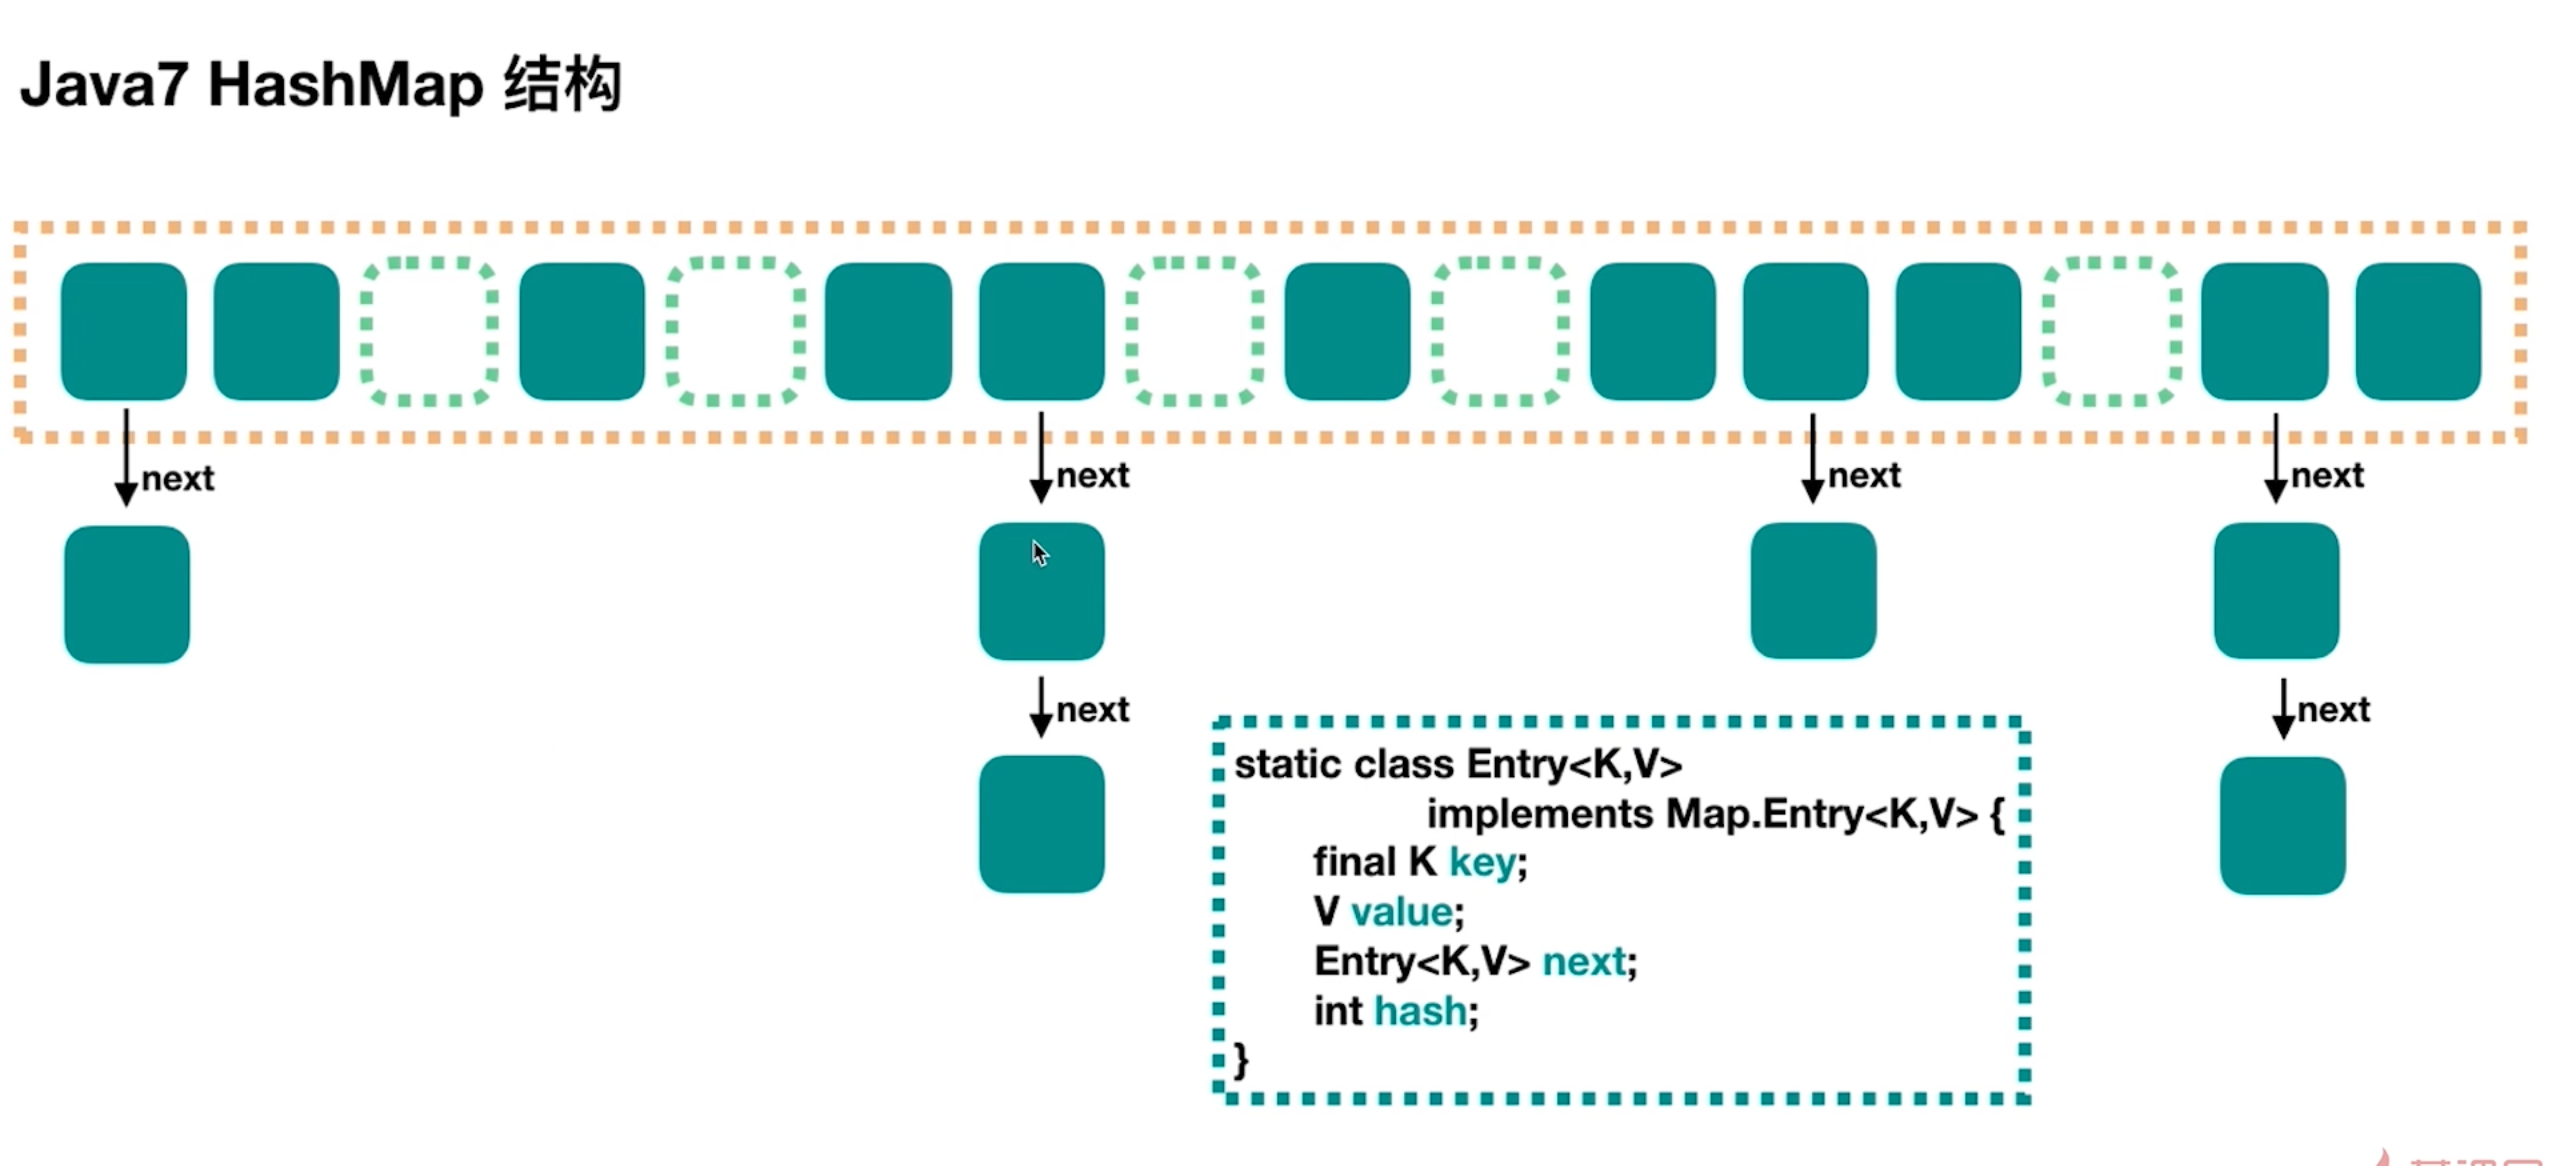 Java7 HashMap 结构
next
next
next
next
next
next
static class Entry<K,V>
implements Map.Entry<K,V> {
final K key;
V value;
Entry<K,V> next;
int hash;
}